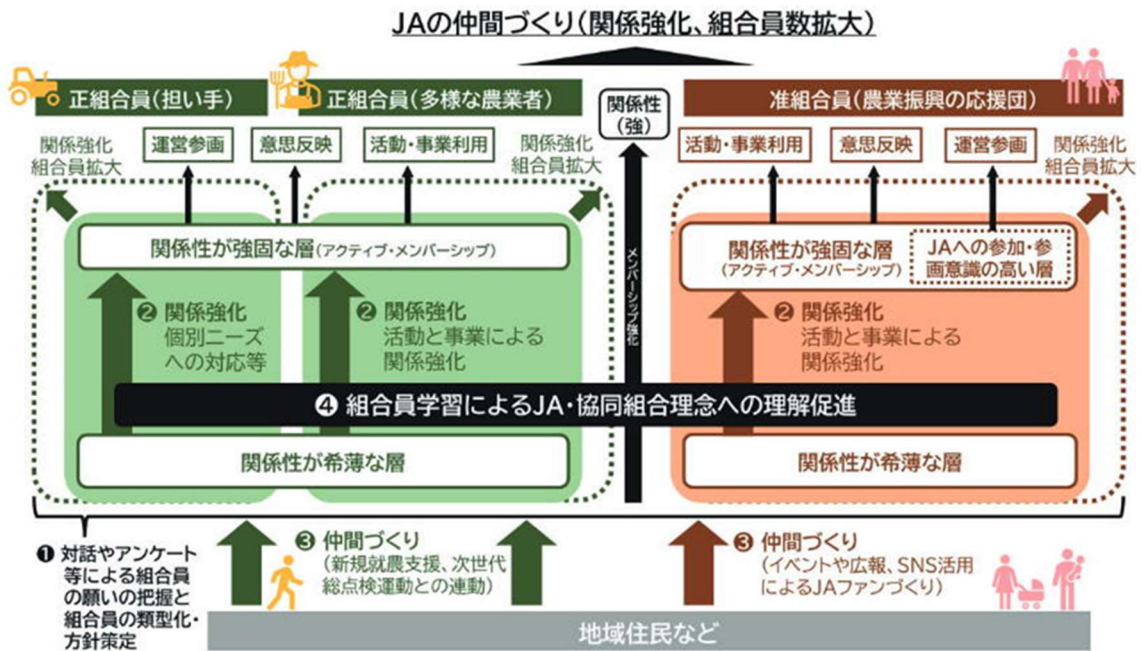 JAの仲間づくり(関係強化、組合員数拡大)
正組合員(担い手)
正組合員(多様な農業者)
関係性
(強)
准組合員(農業振興の応援団)
関係強化
組合員拡大
運営参画
意思反映
活動・事業利用
関係強化
組合員拡大
活動・事業利用
意思反映
運営参画
関係強化
組合員拡大
関係性が強固な層(アクティブ・メンバーシップ)
関係性が強固な層
(アクティブ・メンバーシップ)
JAへの参加・参
画意識の高い層
❷ 関係強化
個別ニーズ
への対応等
❷ 関係強化
活動と事業による
関係強化
メンバーシップ強化
❷ 関係強化
活動と事業による
関係強化
❹ 組合員学習によるJA・協同組合理念への理解促進
関係性が希薄な層
関係性が希薄な層
❶ 対話やアンケート
等による組合員
の願いの把握と
組合員の類型化・
方針策定
❸ 仲間づくり
(新規就農支援、次世代
総点検運動との連動)
❸ 仲間づくり
(イベントや広報、SNS活用
によるJAファンづくり)
地域住民など